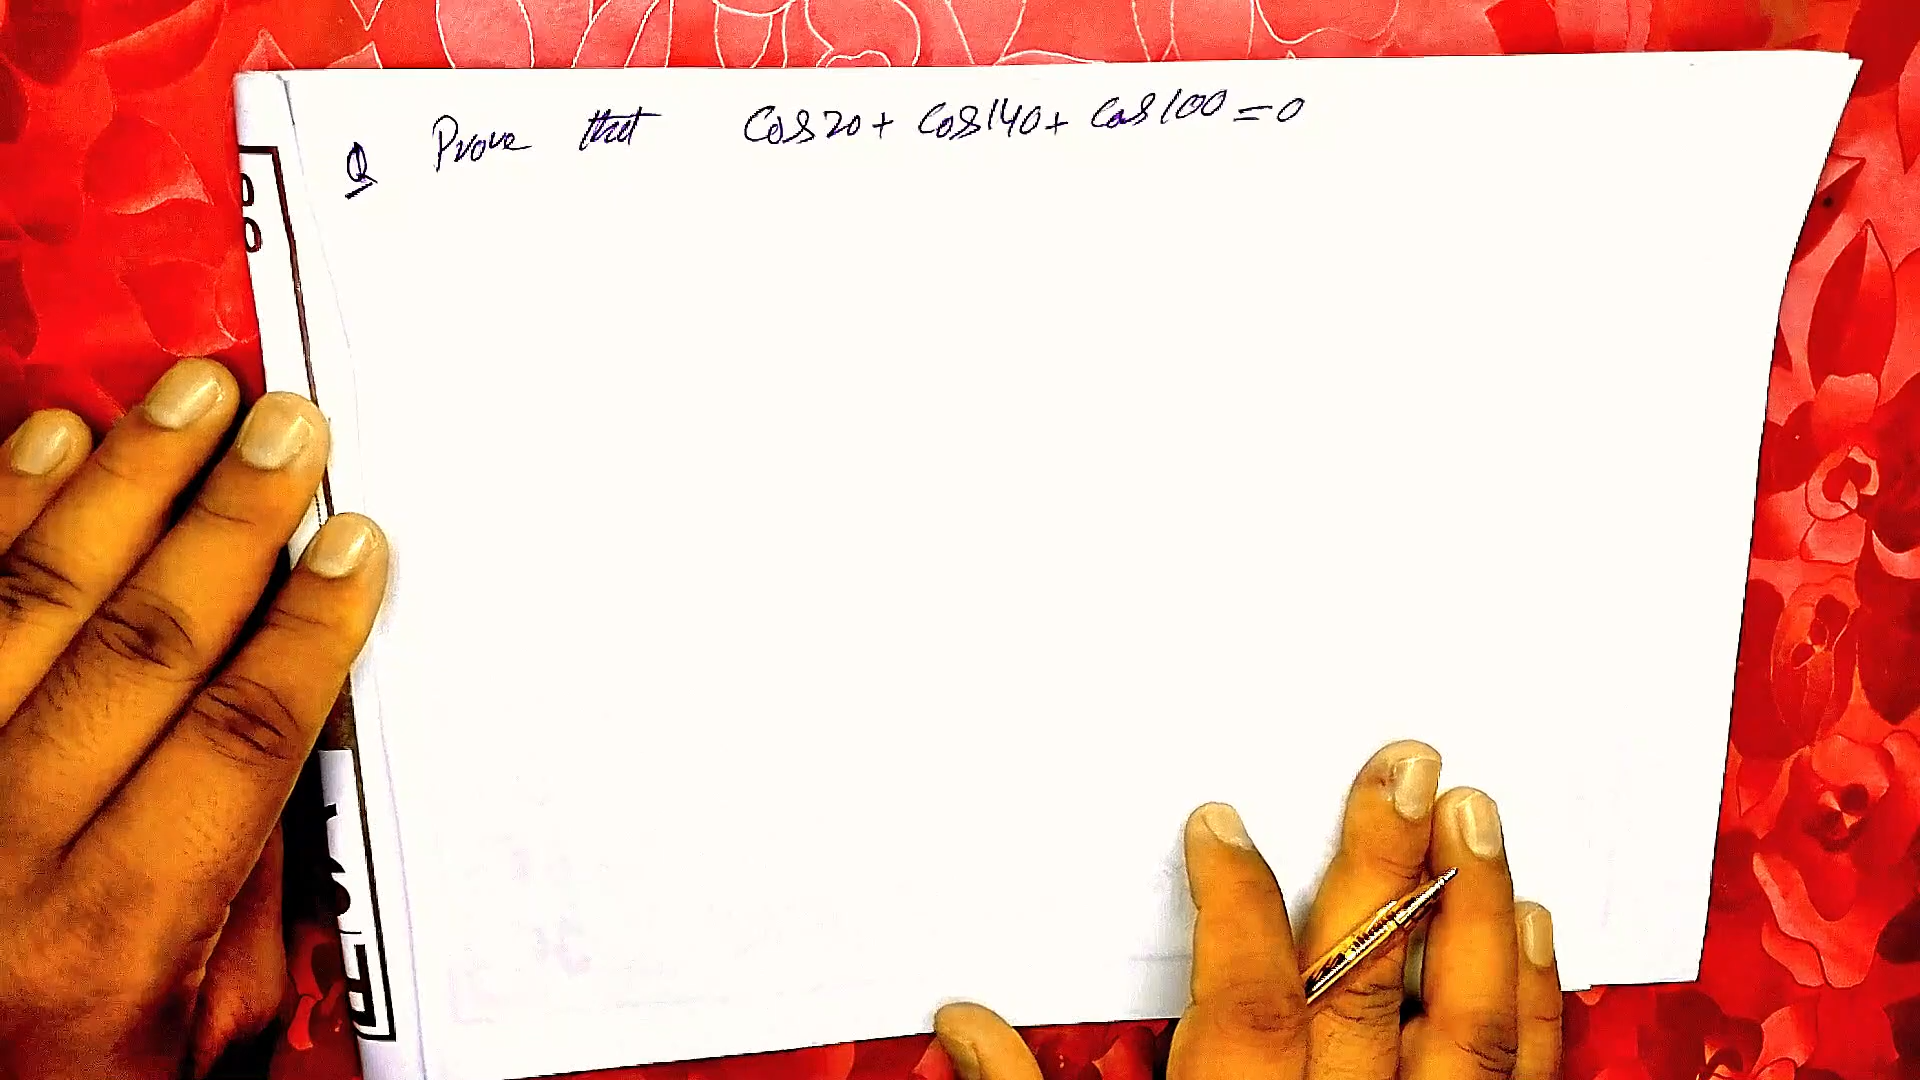 Q Prove that Cos20 + Cos140 + Cos100 = 0